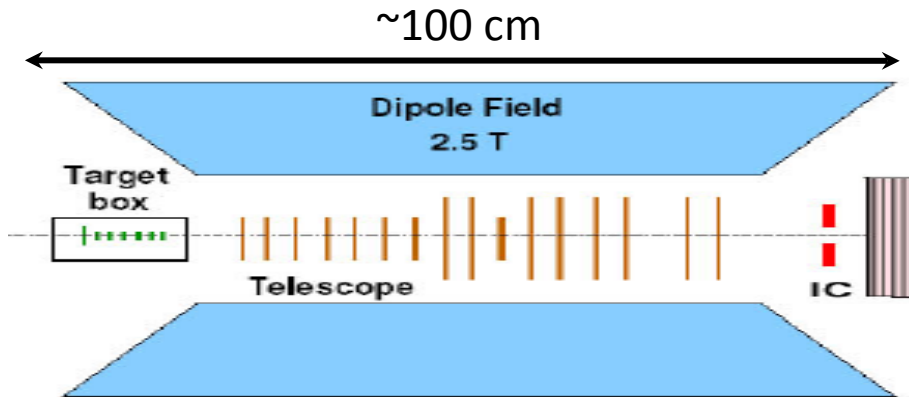 ~100 cm
Dipole Field
2.5 T
Target
box
Telescope
IC